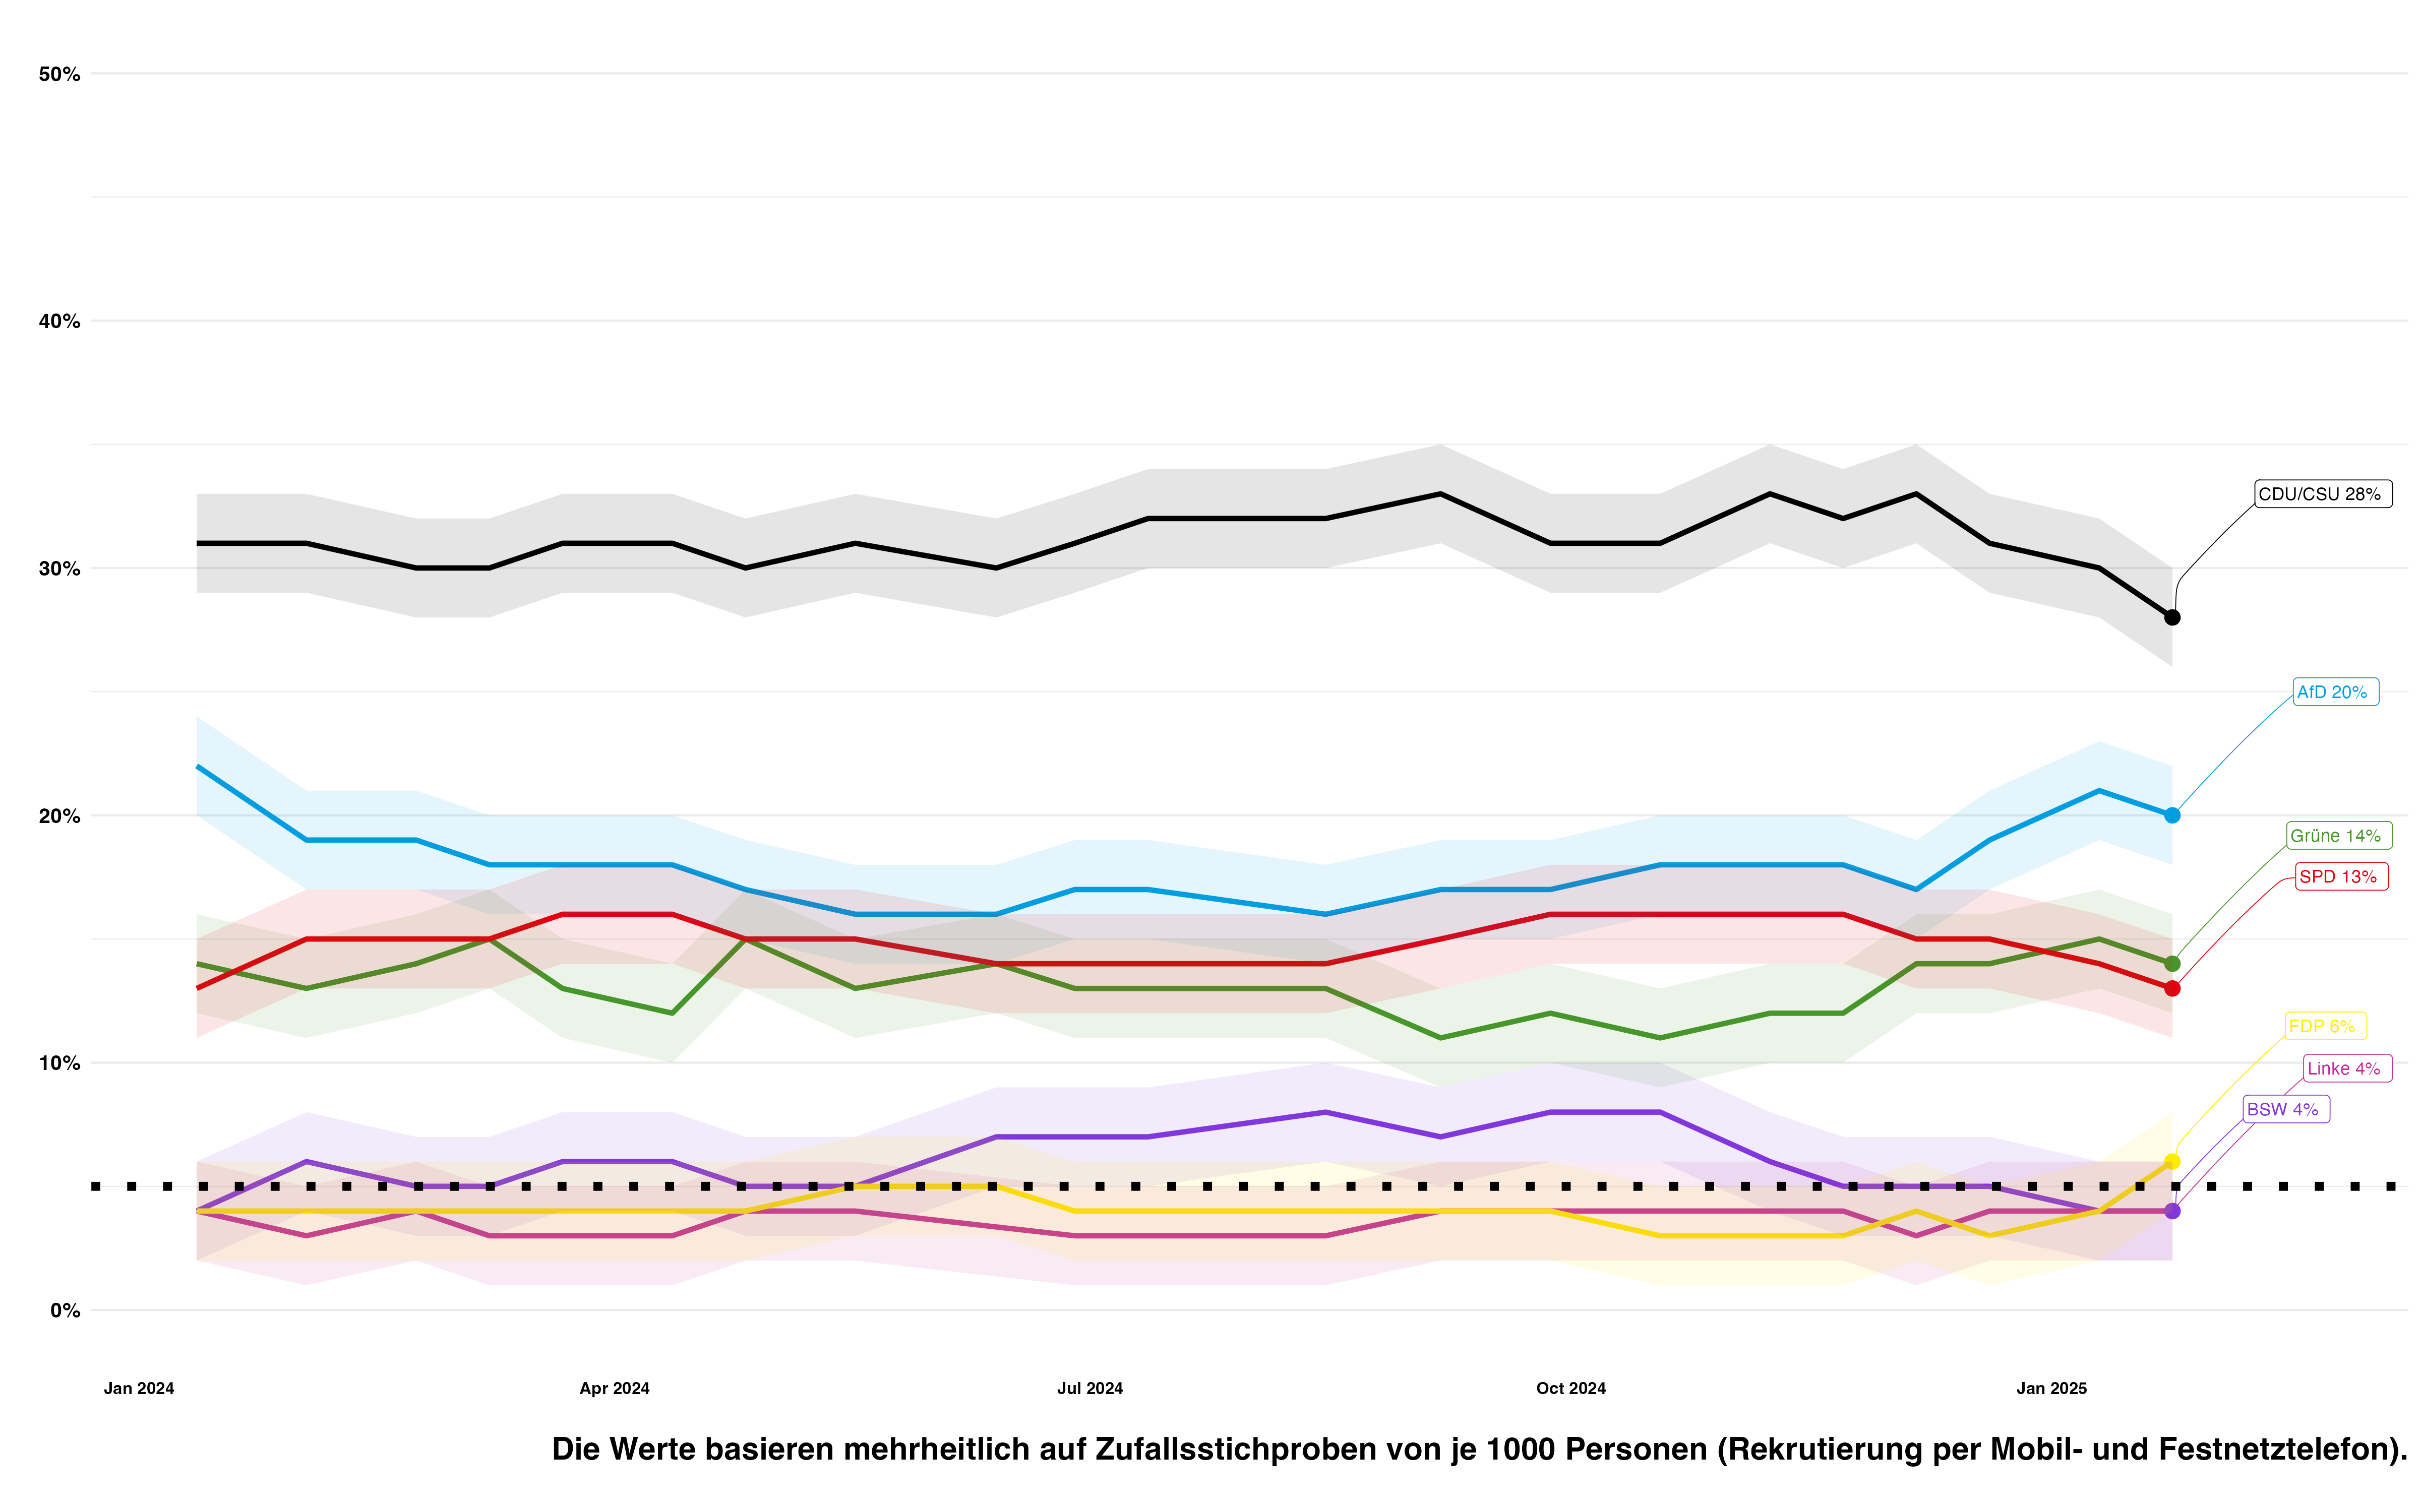 50%
40%
30%
20%
10%
0%
CDU/CSU 28%
AfD 20%
Grüne 14%
SPD 13%
FDP 6%
Linke 4%
BSW 4%
Jan 2024 Apr 2024 Jul 2024 Oct 2024 Jan 2025
Die Werte basieren mehrheitlich auf Zufallsstichproben von je 1000 Personen (Rekrutierung per Mobil- und Festnetztelefon).